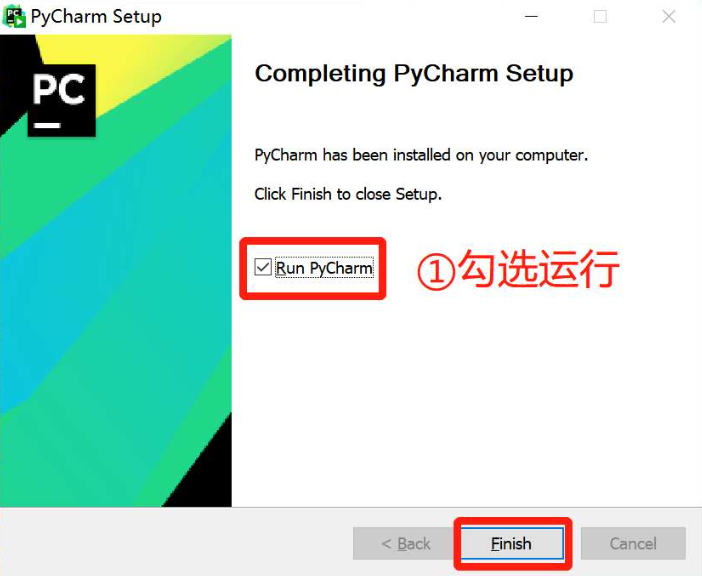 PyCharm Setup
PC
Completing PyCharm Setup
PyCharm has been installed on your computer.
Click Finish to close Setup.
Run PyCharm
①勾选运行
< Back
Finish
Cancel